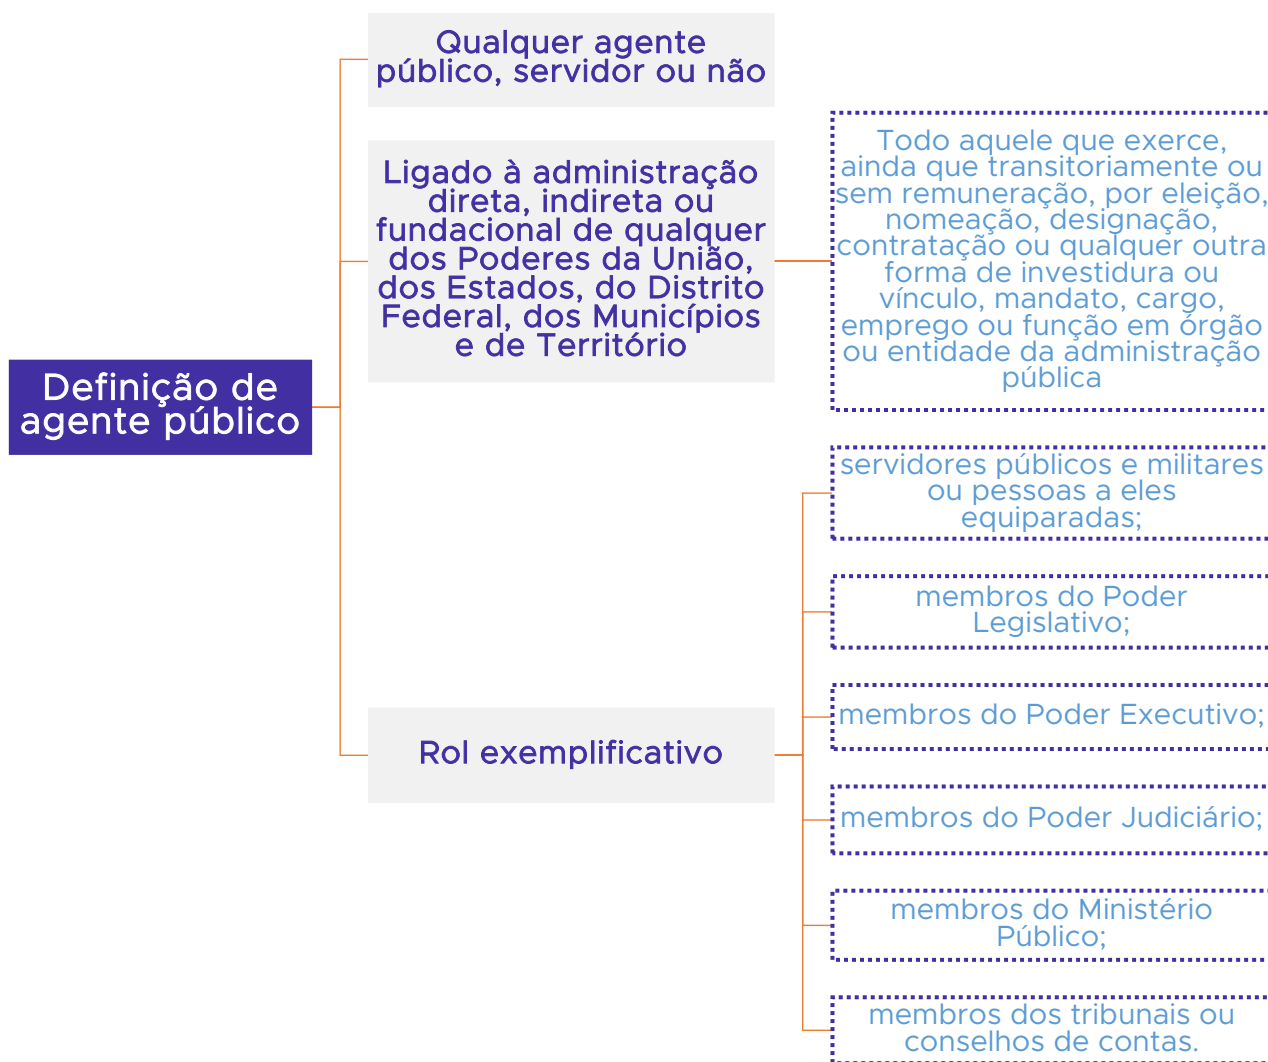 Definição de
agente público
Qualquer agente
público, servidor ou não
Ligado à administração
direta, indireta ou
fundacional de qualquer
dos Poderes da União,
dos Estados, do Distrito
Federal, dos Municípios
e de Território
Todo aquele que exerce,
ainda que transitoriamente ou
sem remuneração, por eleição,
nomeação, designação,
contratação ou qualquer outra
forma de investidura ou
vínculo, mandato, cargo,
emprego ou função em órgão
ou entidade da administração
pública
Rol exemplificativo
servidores públicos e militares
ou pessoas a eles
equiparadas;
membros do Poder
Legislativo;
membros do Poder Executivo;
membros do Poder Judiciário;
membros do Ministério
Público;
membros dos tribunais ou
conselhos de contas.